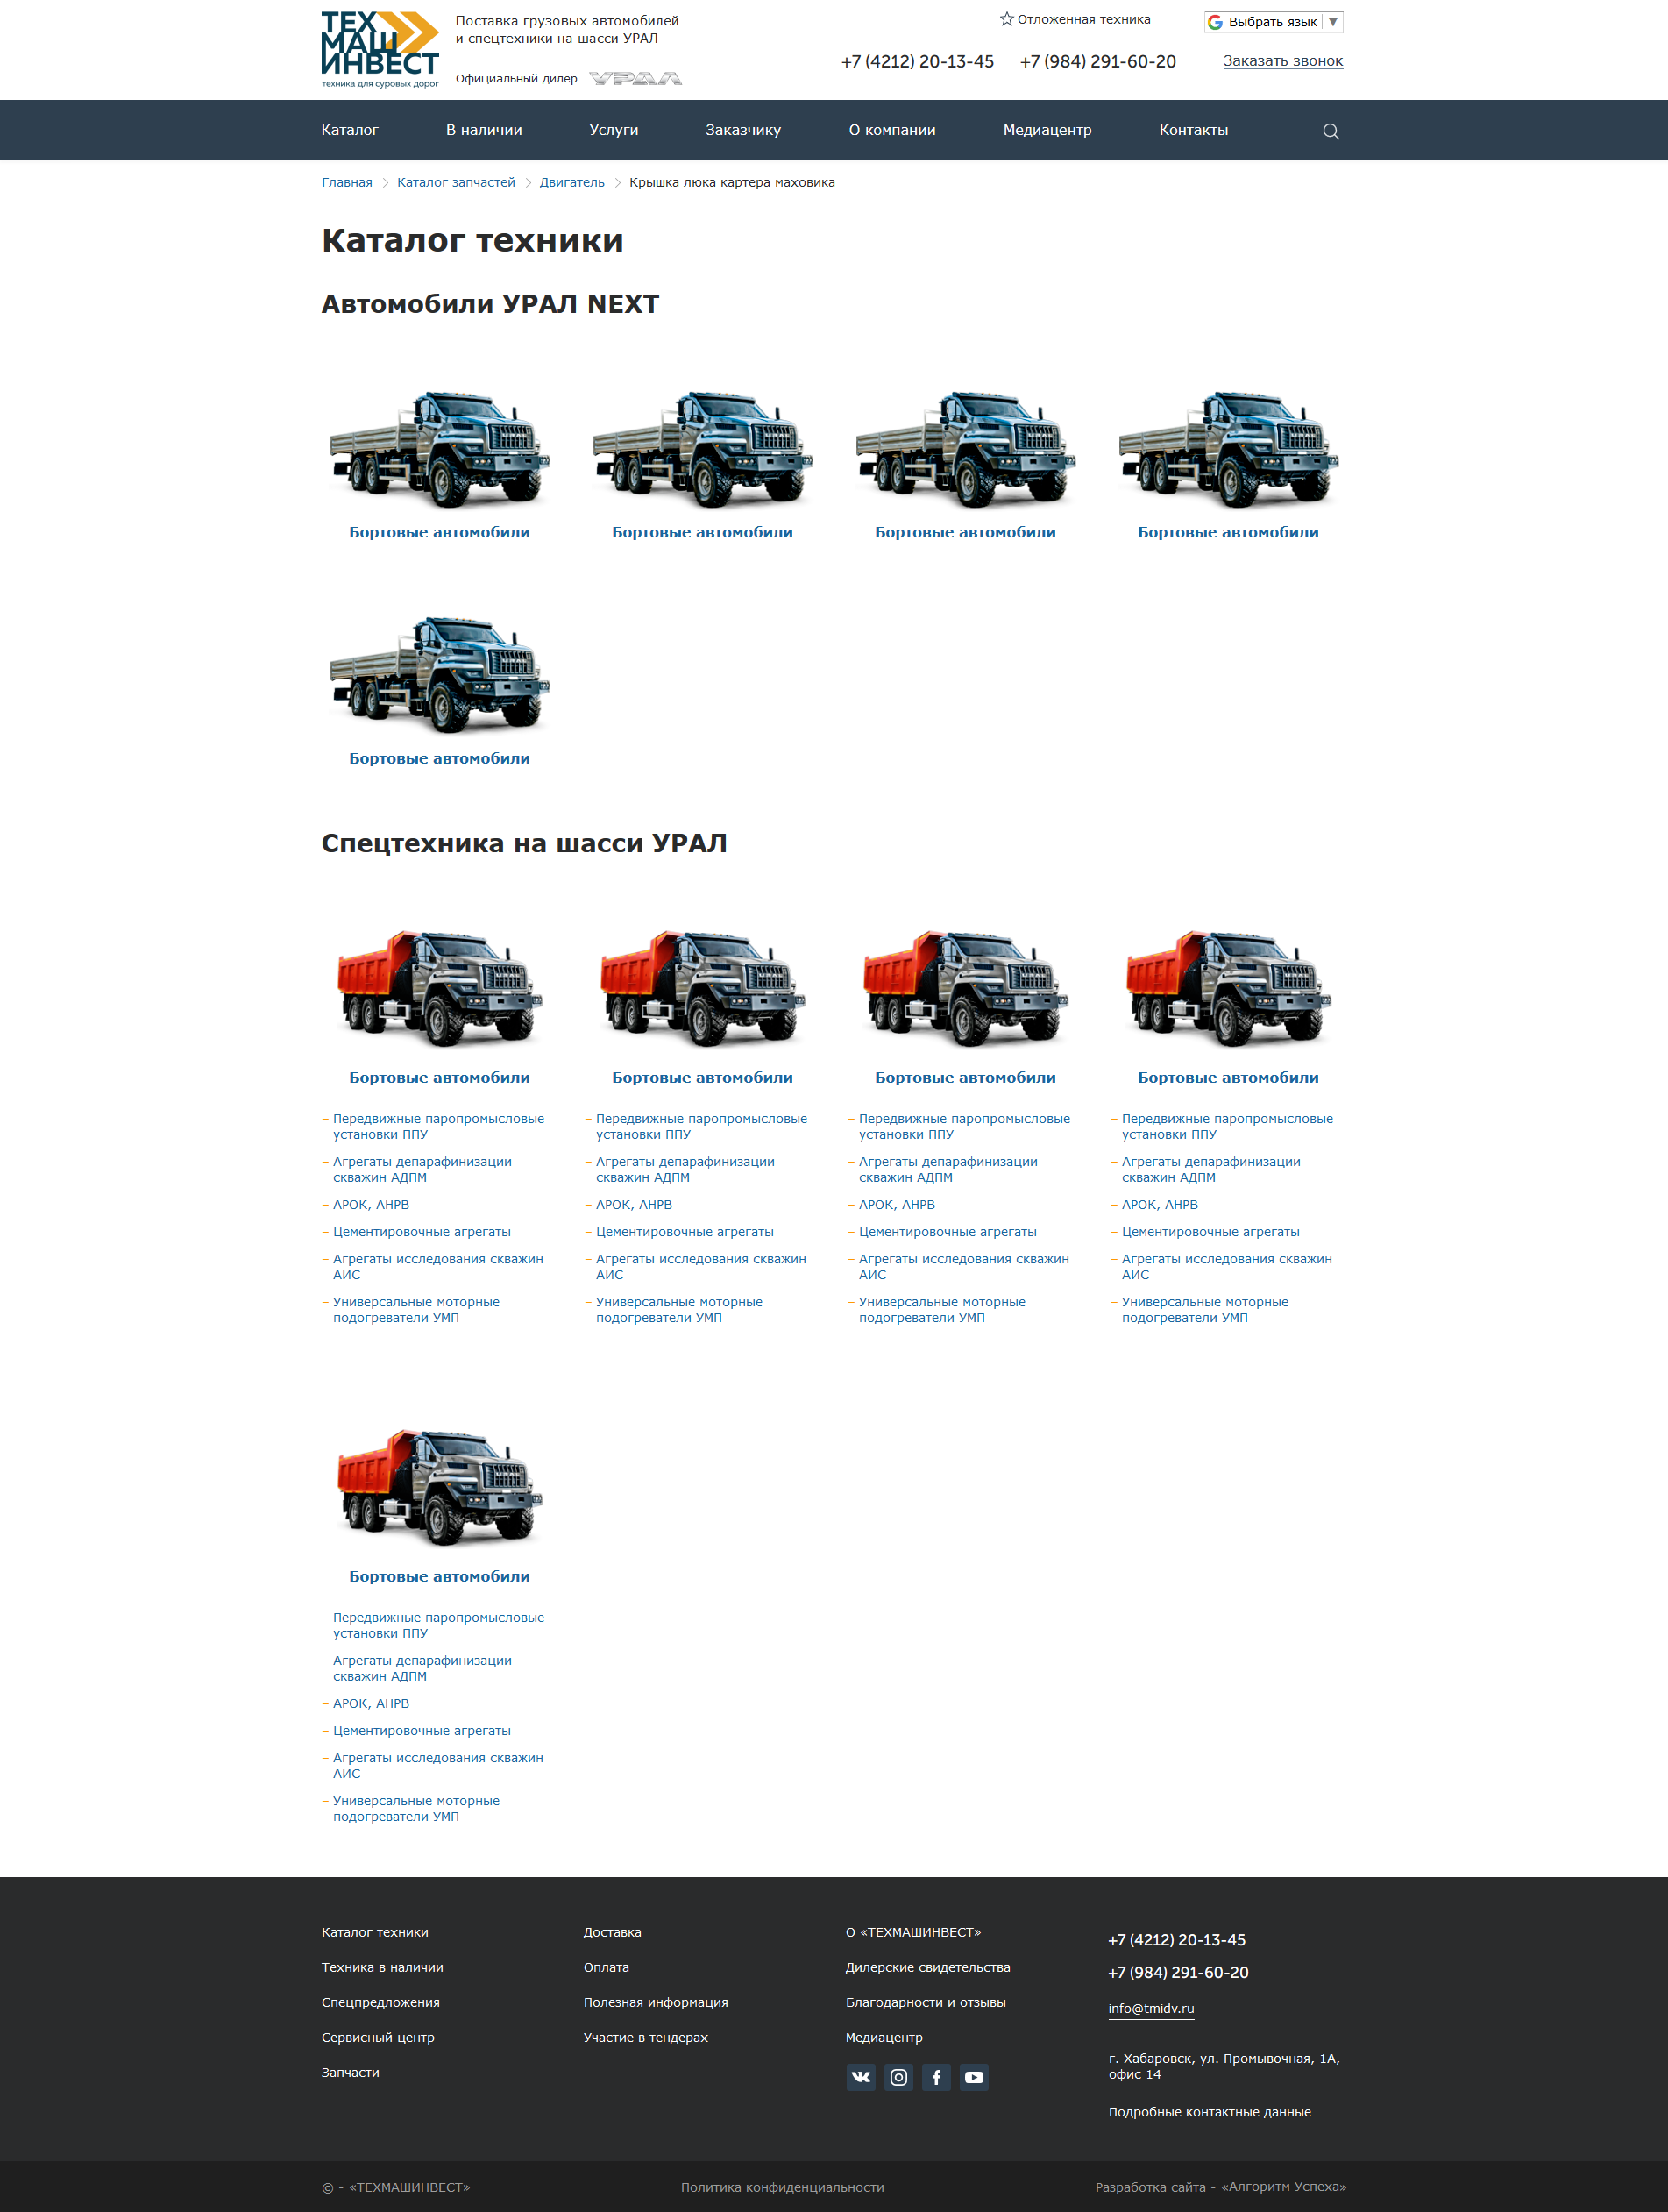 ТЕХ
МАШ
ИНВЕСТ
техника для суровых дорог
Поставка грузовых автомобилей
и спецтехники на шасси УРАЛ
Официальный дилер УРАЛ
Отложенная техника
Выбрать язык ▼
+7 (4212) 20-13-45 +7 (984) 291-60-20 Заказать звонок
Каталог В наличии Услуги Заказчику О компании Медиацентр Контакты
Главная Каталог запчастей Двигатель Крышка люка картера маховика
Каталог техники
Автомобили УРАЛ NEXT
Бортовые автомобили Бортовые автомобили Бортовые автомобили Бортовые автомобили
Бортовые автомобили
Спецтехника на шасси УРАЛ
Бортовые автомобили Бортовые автомобили Бортовые автомобили Бортовые автомобили
– Передвижные паропромысловые – Передвижные паропромысловые – Передвижные паропромысловые – Передвижные паропромысловые
установки ППУ установки ППУ установки ППУ установки ППУ
– Агрегаты депарафинизации – Агрегаты депарафинизации – Агрегаты депарафинизации – Агрегаты депарафинизации
скважин АДПМ скважин АДПМ скважин АДПМ скважин АДПМ
– АРОК, АНРВ – АРОК, АНРВ – АРОК, АНРВ – АРОК, АНРВ
– Цементировочные агрегаты – Цементировочные агрегаты – Цементировочные агрегаты – Цементировочные агрегаты
– Агрегаты исследования скважин – Агрегаты исследования скважин – Агрегаты исследования скважин – Агрегаты исследования скважин
АИС АИС АИС АИС
– Универсальные моторные – Универсальные моторные – Универсальные моторные – Универсальные моторные
подогреватели УМП подогреватели УМП подогреватели УМП подогреватели УМП
Бортовые автомобили
– Передвижные паропромысловые
установки ППУ
– Агрегаты депарафинизации
скважин АДПМ
– АРОК, АНРВ
– Цементировочные агрегаты
– Агрегаты исследования скважин
АИС
– Универсальные моторные
подогреватели УМП
Каталог техники
Техника в наличии
Спецпредложения
Сервисный центр
Запчасти
Доставка
Оплата
Полезная информация
Участие в тендерах
О «ТЕХМАШИНВЕСТ»
Дилерские свидетельства
Благодарности и отзывы
Медиацентр
+7 (4212) 20-13-45
+7 (984) 291-60-20
info@tmidv.ru
г. Хабаровск, ул. Промывочная, 1А,
офис 14
Подробные контактные данные
© - «ТЕХМАШИНВЕСТ» Политика конфиденциальности Разработка сайта - «Алгоритм Успеха»